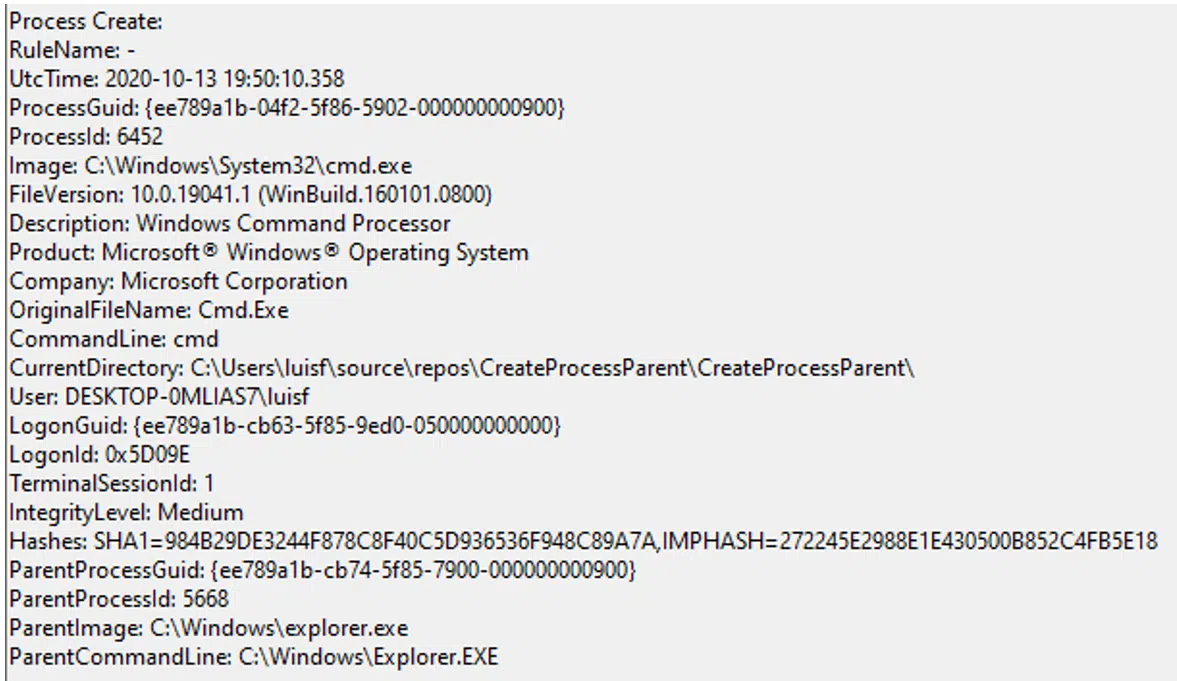 Process Create:
RuleName: -
UtcTime: 2020-10-13 19:50:10.358
ProcessGuid: {ee789a1b-04f2-5f86-5902-000000000900}
ProcessId: 6452
Image: C:\Windows\System32\cmd.exe
FileVersion: 10.0.19041.1 (WinBuild.160101.0800)
Description: Windows Command Processor
Product: Microsoft® Windows® Operating System
Company: Microsoft Corporation
OriginalFileName: Cmd.Exe
CommandLine: cmd
CurrentDirectory: C:\Users\luisf\source\repos\CreateProcessParent\CreateProcessParent\
User: DESKTOP-0MLIAS7\luisf
LogonGuid: {ee789a1b-cb63-5f85-9ed0-050000000000}
LogonId: 0x5D09E
TerminalSessionId: 1
IntegrityLevel: Medium
Hashes: SHA1=984B29DE3244F878C8F40C5D936536F948C89A7A,IMPHASH=272245E2988E1E430500B852C4FB5E18
ParentProcessGuid: {ee789a1b-cb74-5f85-7900-000000000900}
ParentProcessId: 5668
ParentImage: C:\Windows\explorer.exe
ParentCommandLine: C:\Windows\Explorer.EXE